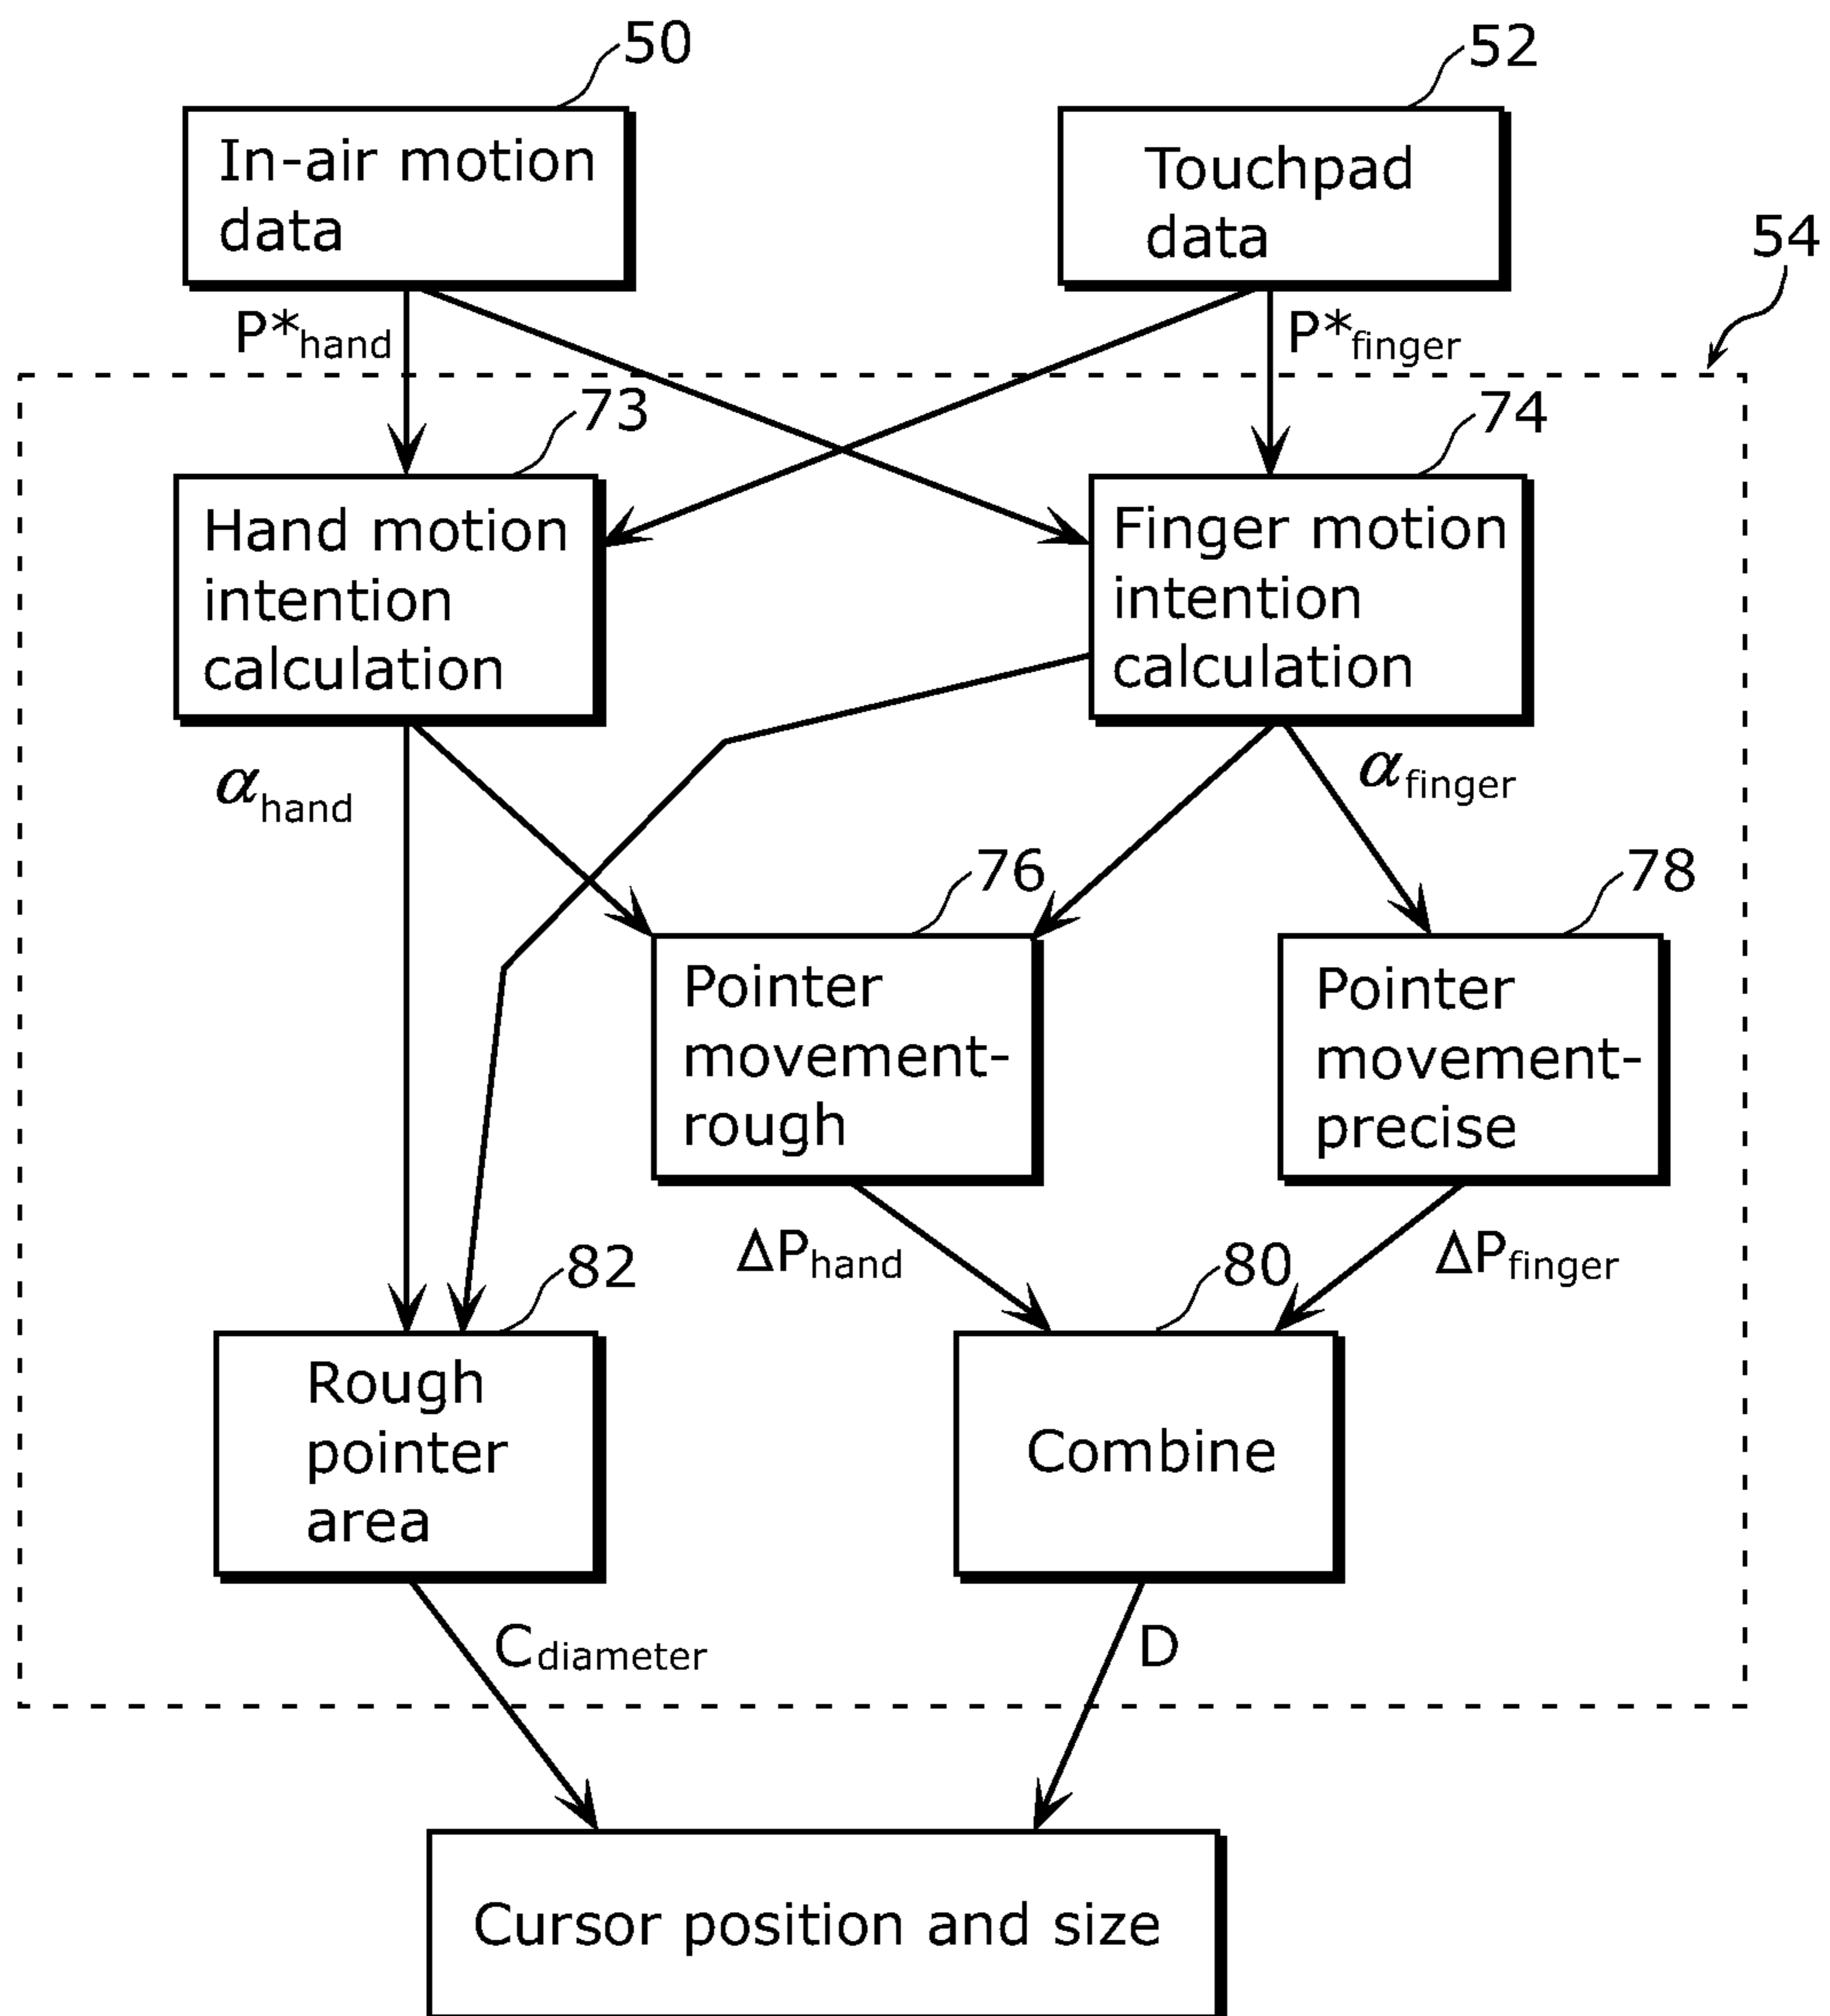 50
52
In-air motion
data
Touchpad
data
54
P*hand
P*finger
73
74
Hand motion
intention
calculation
Finger motion
intention
calculation
αhand
αfinger
76
78
Pointer
movement-
rough
Pointer
movement-
precise
ΔPhand
ΔPfinger
82
80
Rough
pointer
area
Combine
Cdiameter
D
Cursor position and size